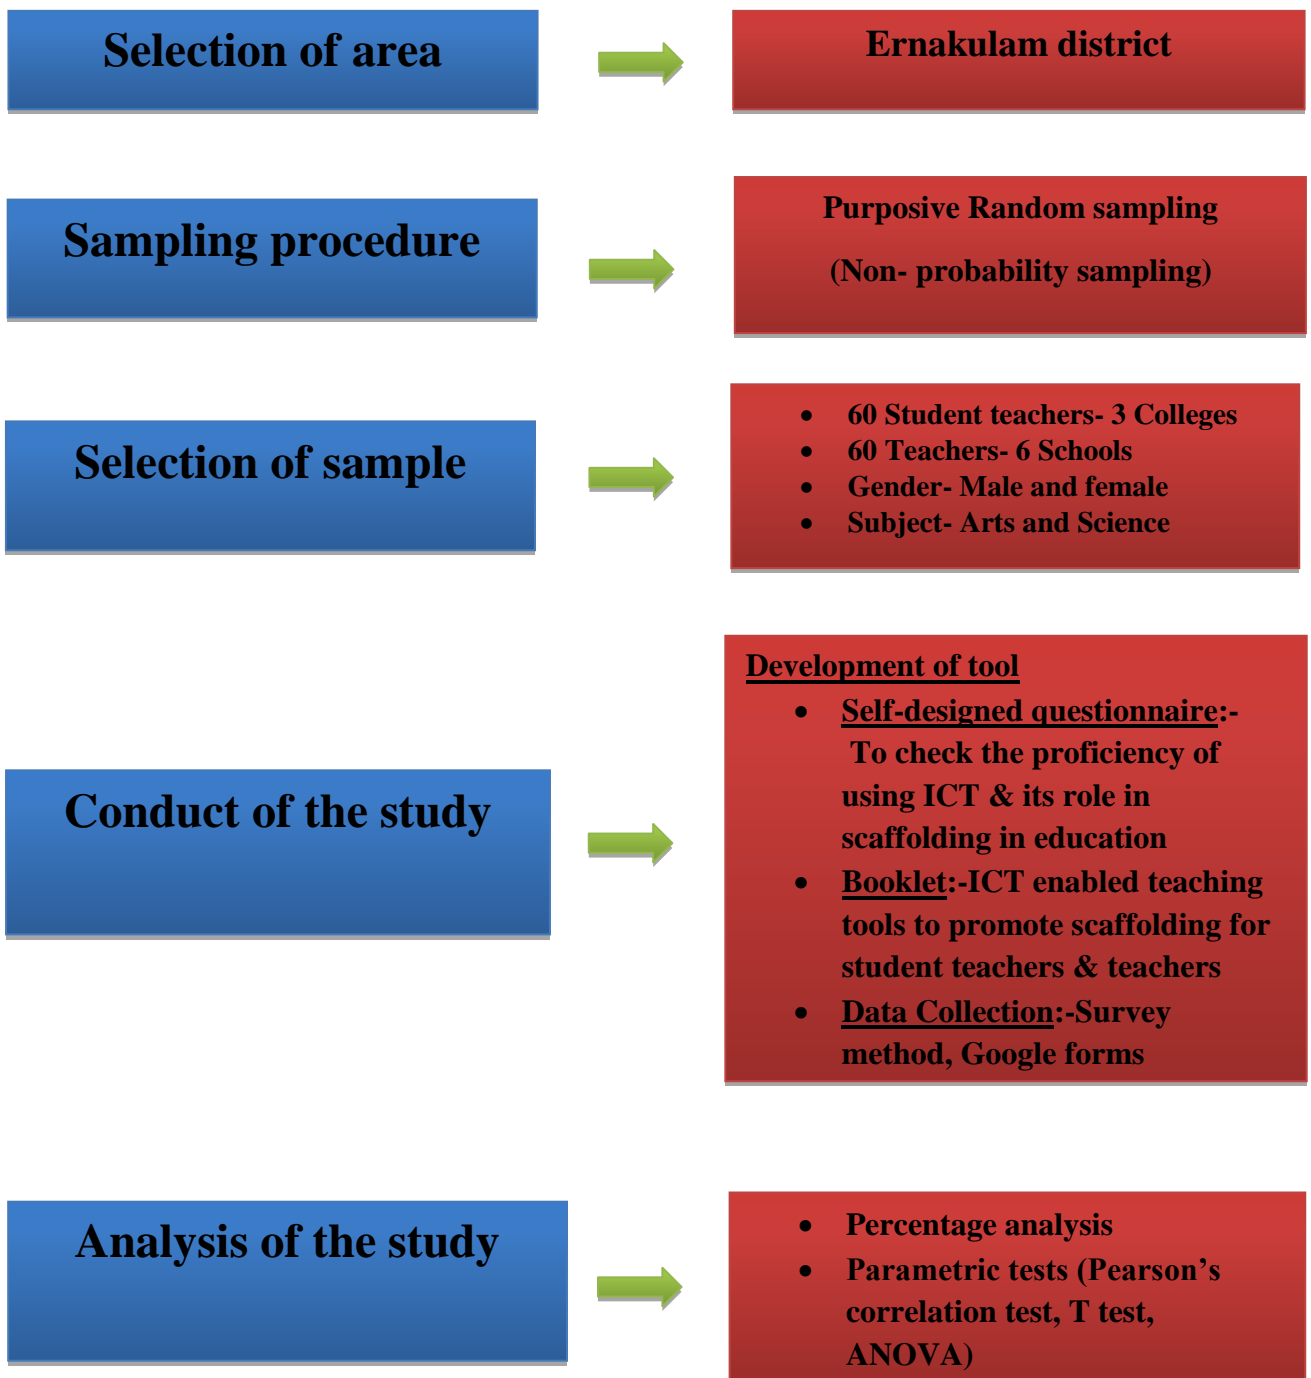 Selection of area
Ernakulam district
Sampling procedure
Purposive Random sampling
(Non- probability sampling)
Selection of sample
• 60 Student teachers- 3 Colleges
• 60 Teachers- 6 Schools
• Gender- Male and female
• Subject- Arts and Science
Conduct of the study
Development of tool
• Self-designed questionnaire:-
To check the proficiency of
using ICT & its role in
scaffolding in education
• Booklet:-ICT enabled teaching
tools to promote scaffolding for
student teachers & teachers
• Data Collection:-Survey
method, Google forms
Analysis of the study
• Percentage analysis
• Parametric tests (Pearson’s
correlation test, T test,
ANOVA)